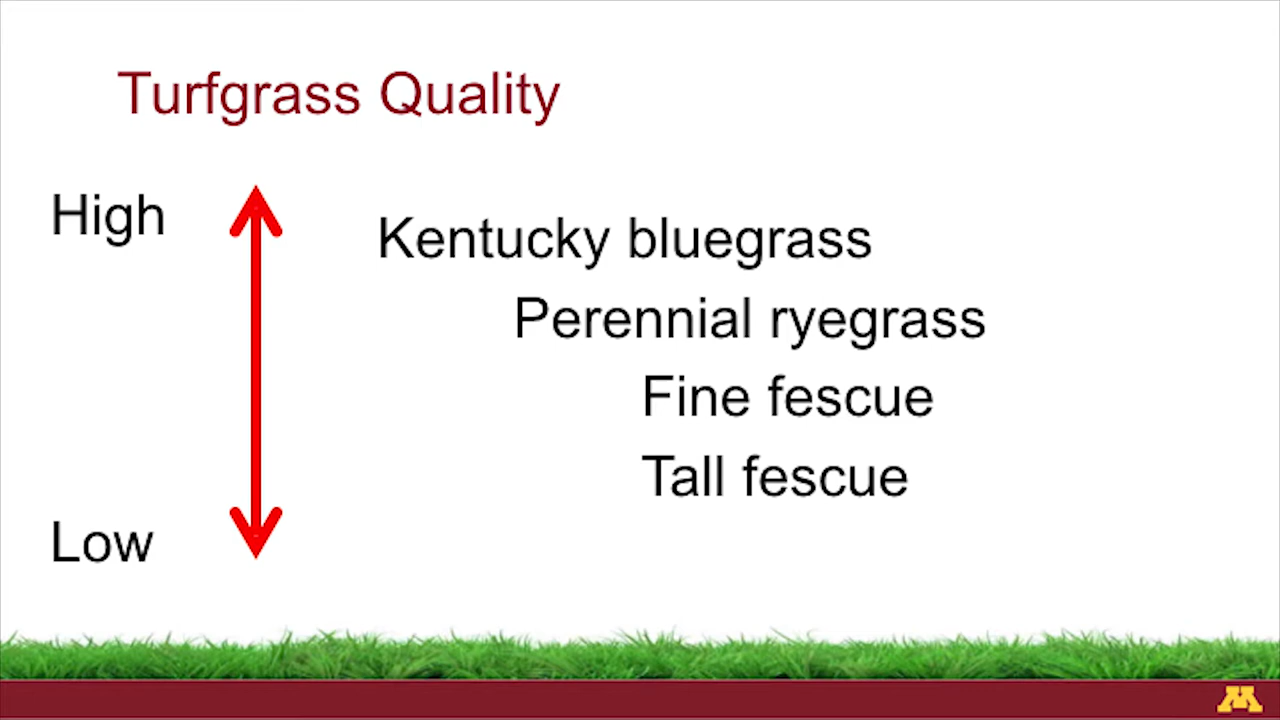 Turfgrass Quality
High
Kentucky bluegrass
Perennial ryegrass
Fine fescue
Tall fescue
Low